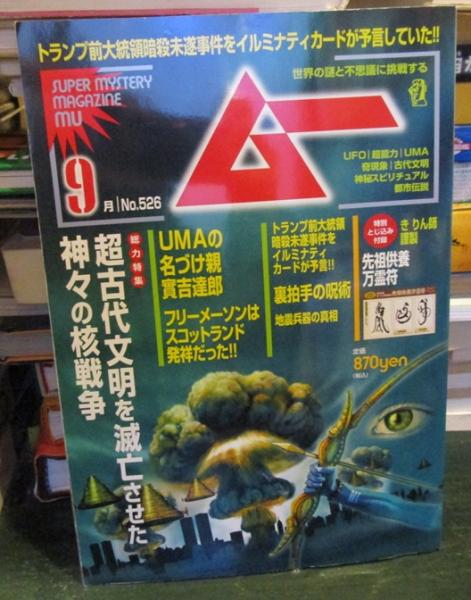 トランプ前大統領暗殺未遂事件をイルミナティカードが予言していた!!
SUPER MYSTERY
MAGAZINE
MU
世界の謎と不思議に挑戦する
ムー
9月 No.526
UFO|超能力|UMA
奇現象|古代文明
神秘スピリチュアル
都市伝説
総力特集
超古代文明を滅亡させた
神々の核戦争
UMAの
名づけ親
實吉達郎
フリーメーソンは
スコットランド
発祥だった!!
トランプ前大統領
暗殺未遂事件を
イルミナティ
カードが予言!!
裏拍手の呪術
地震兵器の真相
特別
とじ込み
付録
きりん師
謹製
先祖供養
万霊符
定価
870yen
(税込)